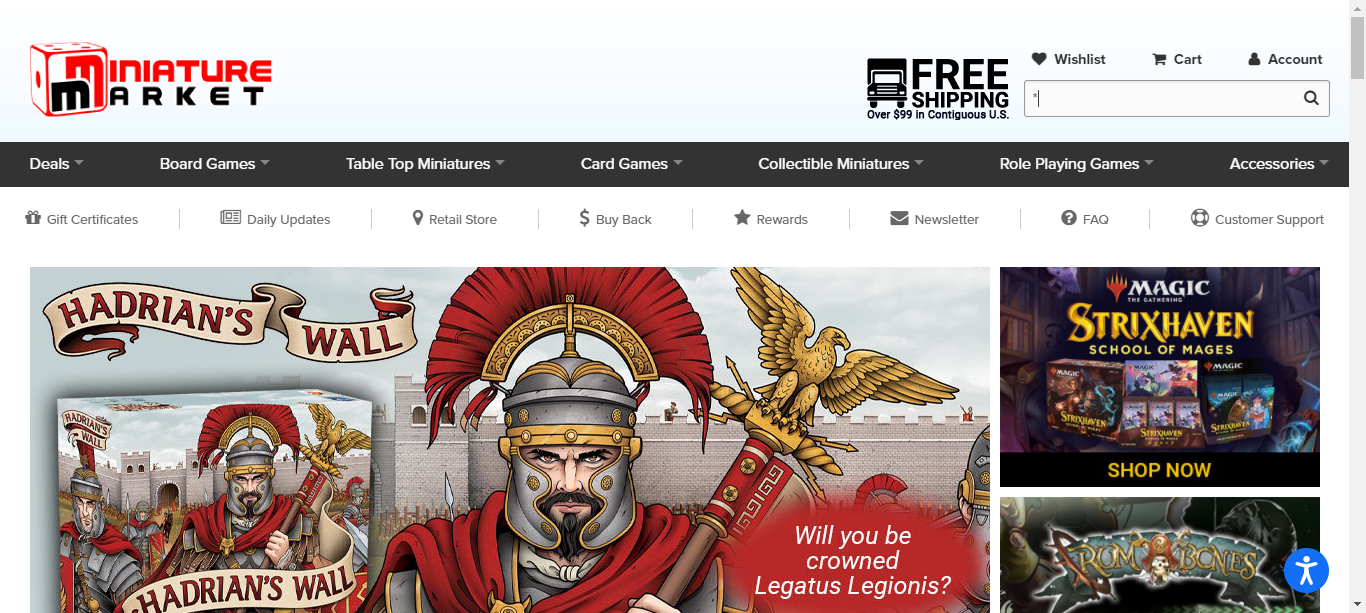 MINIATURE
MARKET
FREE
SHIPPING
Over $99 in Contiguous U.S.
Wishlist
Cart
Account
*
Deals
Board Games
Table Top Miniatures
Card Games
Collectible Miniatures
Role Playing Games
Accessories
Gift Certificates
Daily Updates
Retail Store
Buy Back
Rewards
Newsletter
FAQ
Customer Support
HADRIAN'S
WALL
HADRIAN'S
WALL
HADRIAN'S WALL
Will you be
crowned
Legatus Legionis?
MAGIC
THE GATHERING
STRIXHAVEN
SCHOOL OF MAGES
MAGIC
STRIXHAVEN
MAGIC
STRIXHAVEN
MAGIC
STRIXHAVEN
SHOP NOW
RUM & BONES